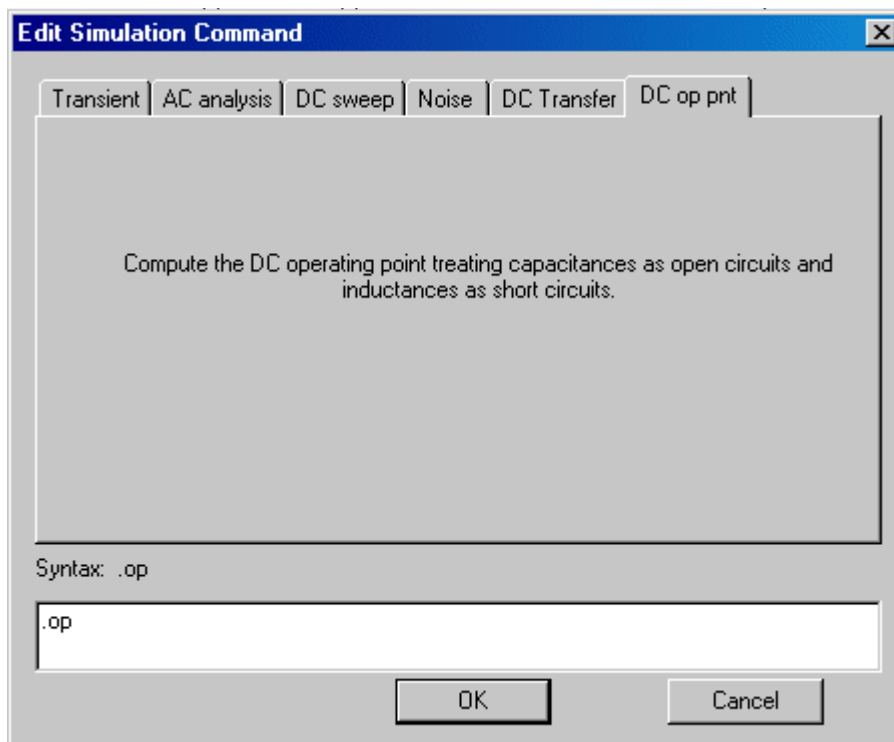 Edit Simulation Command
Transient AC analysis DC sweep Noise DC Transfer DC op pnt
Compute the DC operating point treating capacitances as open circuits and
inductances as short circuits.
Syntax: .op
.op
OK Cancel